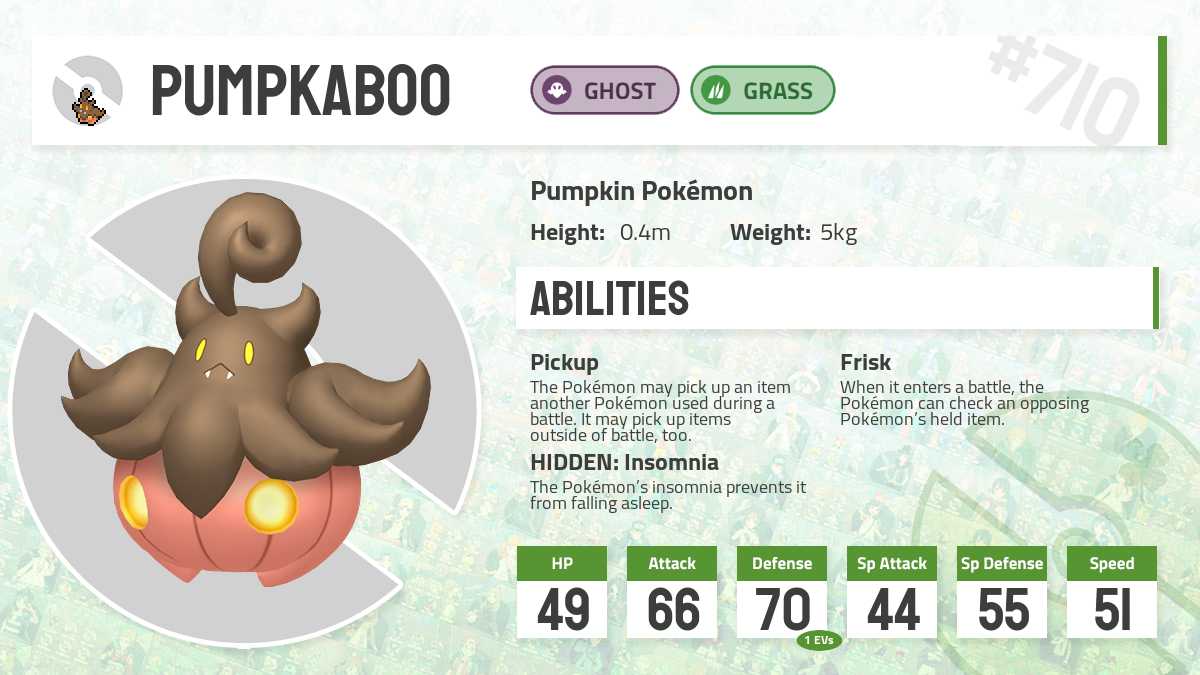 PUMPKABOO
GHOST
GRASS
#710
Pumpkin Pokémon
Height: 0.4m Weight: 5kg
ABILITIES
Pickup
The Pokémon may pick up an item
another Pokémon used during a
battle. It may pick up items
outside of battle, too.
Frisk
When it enters a battle, the
Pokémon can check an opposing
Pokémon's held item.
HIDDEN: Insomnia
The Pokémon's insomnia prevents it
from falling asleep.
HP Attack Defense Sp Attack Sp Defense Speed
49 66 70 44 55 51
1 EVs